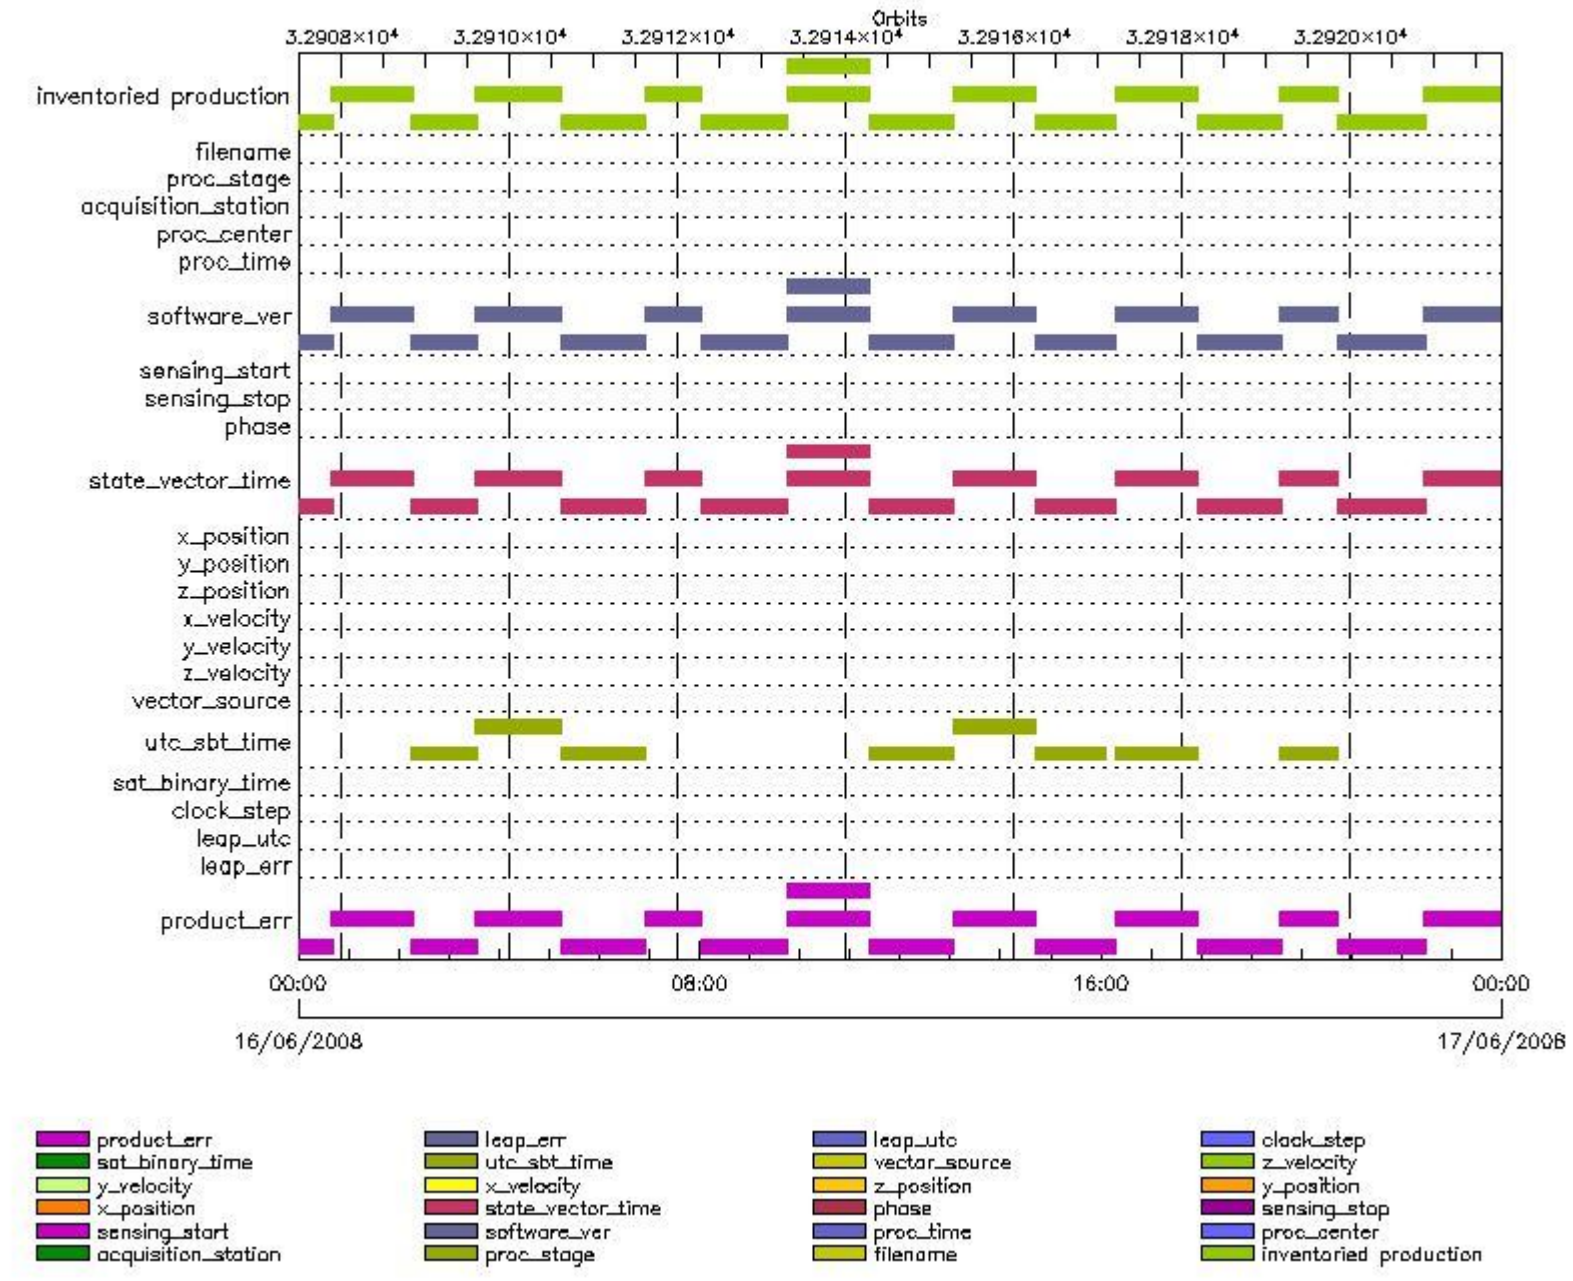 Orbits
3.2908×10⁴ 3.2910×10⁴ 3.2912×10⁴ 3.2914×10⁴ 3.2916×10⁴ 3.2918×10⁴ 3.2920×10⁴
inventoried production
filename
proc_stage
acquisition_station
proc_center
proc_time
software_ver
sensing_start
sensing_stop
phase
state_vector_time
x_position
y_position
z_position
x_velocity
y_velocity
z_velocity
vector_source
utc_sbt_time
sat_binary_time
clock_step
leap_utc
leap_err
product_err
00:00 08:00 16:00 00:00
16/06/2008 17/06/2008
product_err leap_err leap_utc clock_step
sat_binary_time utc_sbt_time vector_source z_velocity
y_velocity x_velocity z_position y_position
x_position state_vector_time phase sensing_stop
sensing_start software_ver proc_time proc_center
acquisition_station proc_stage filename inventoried production